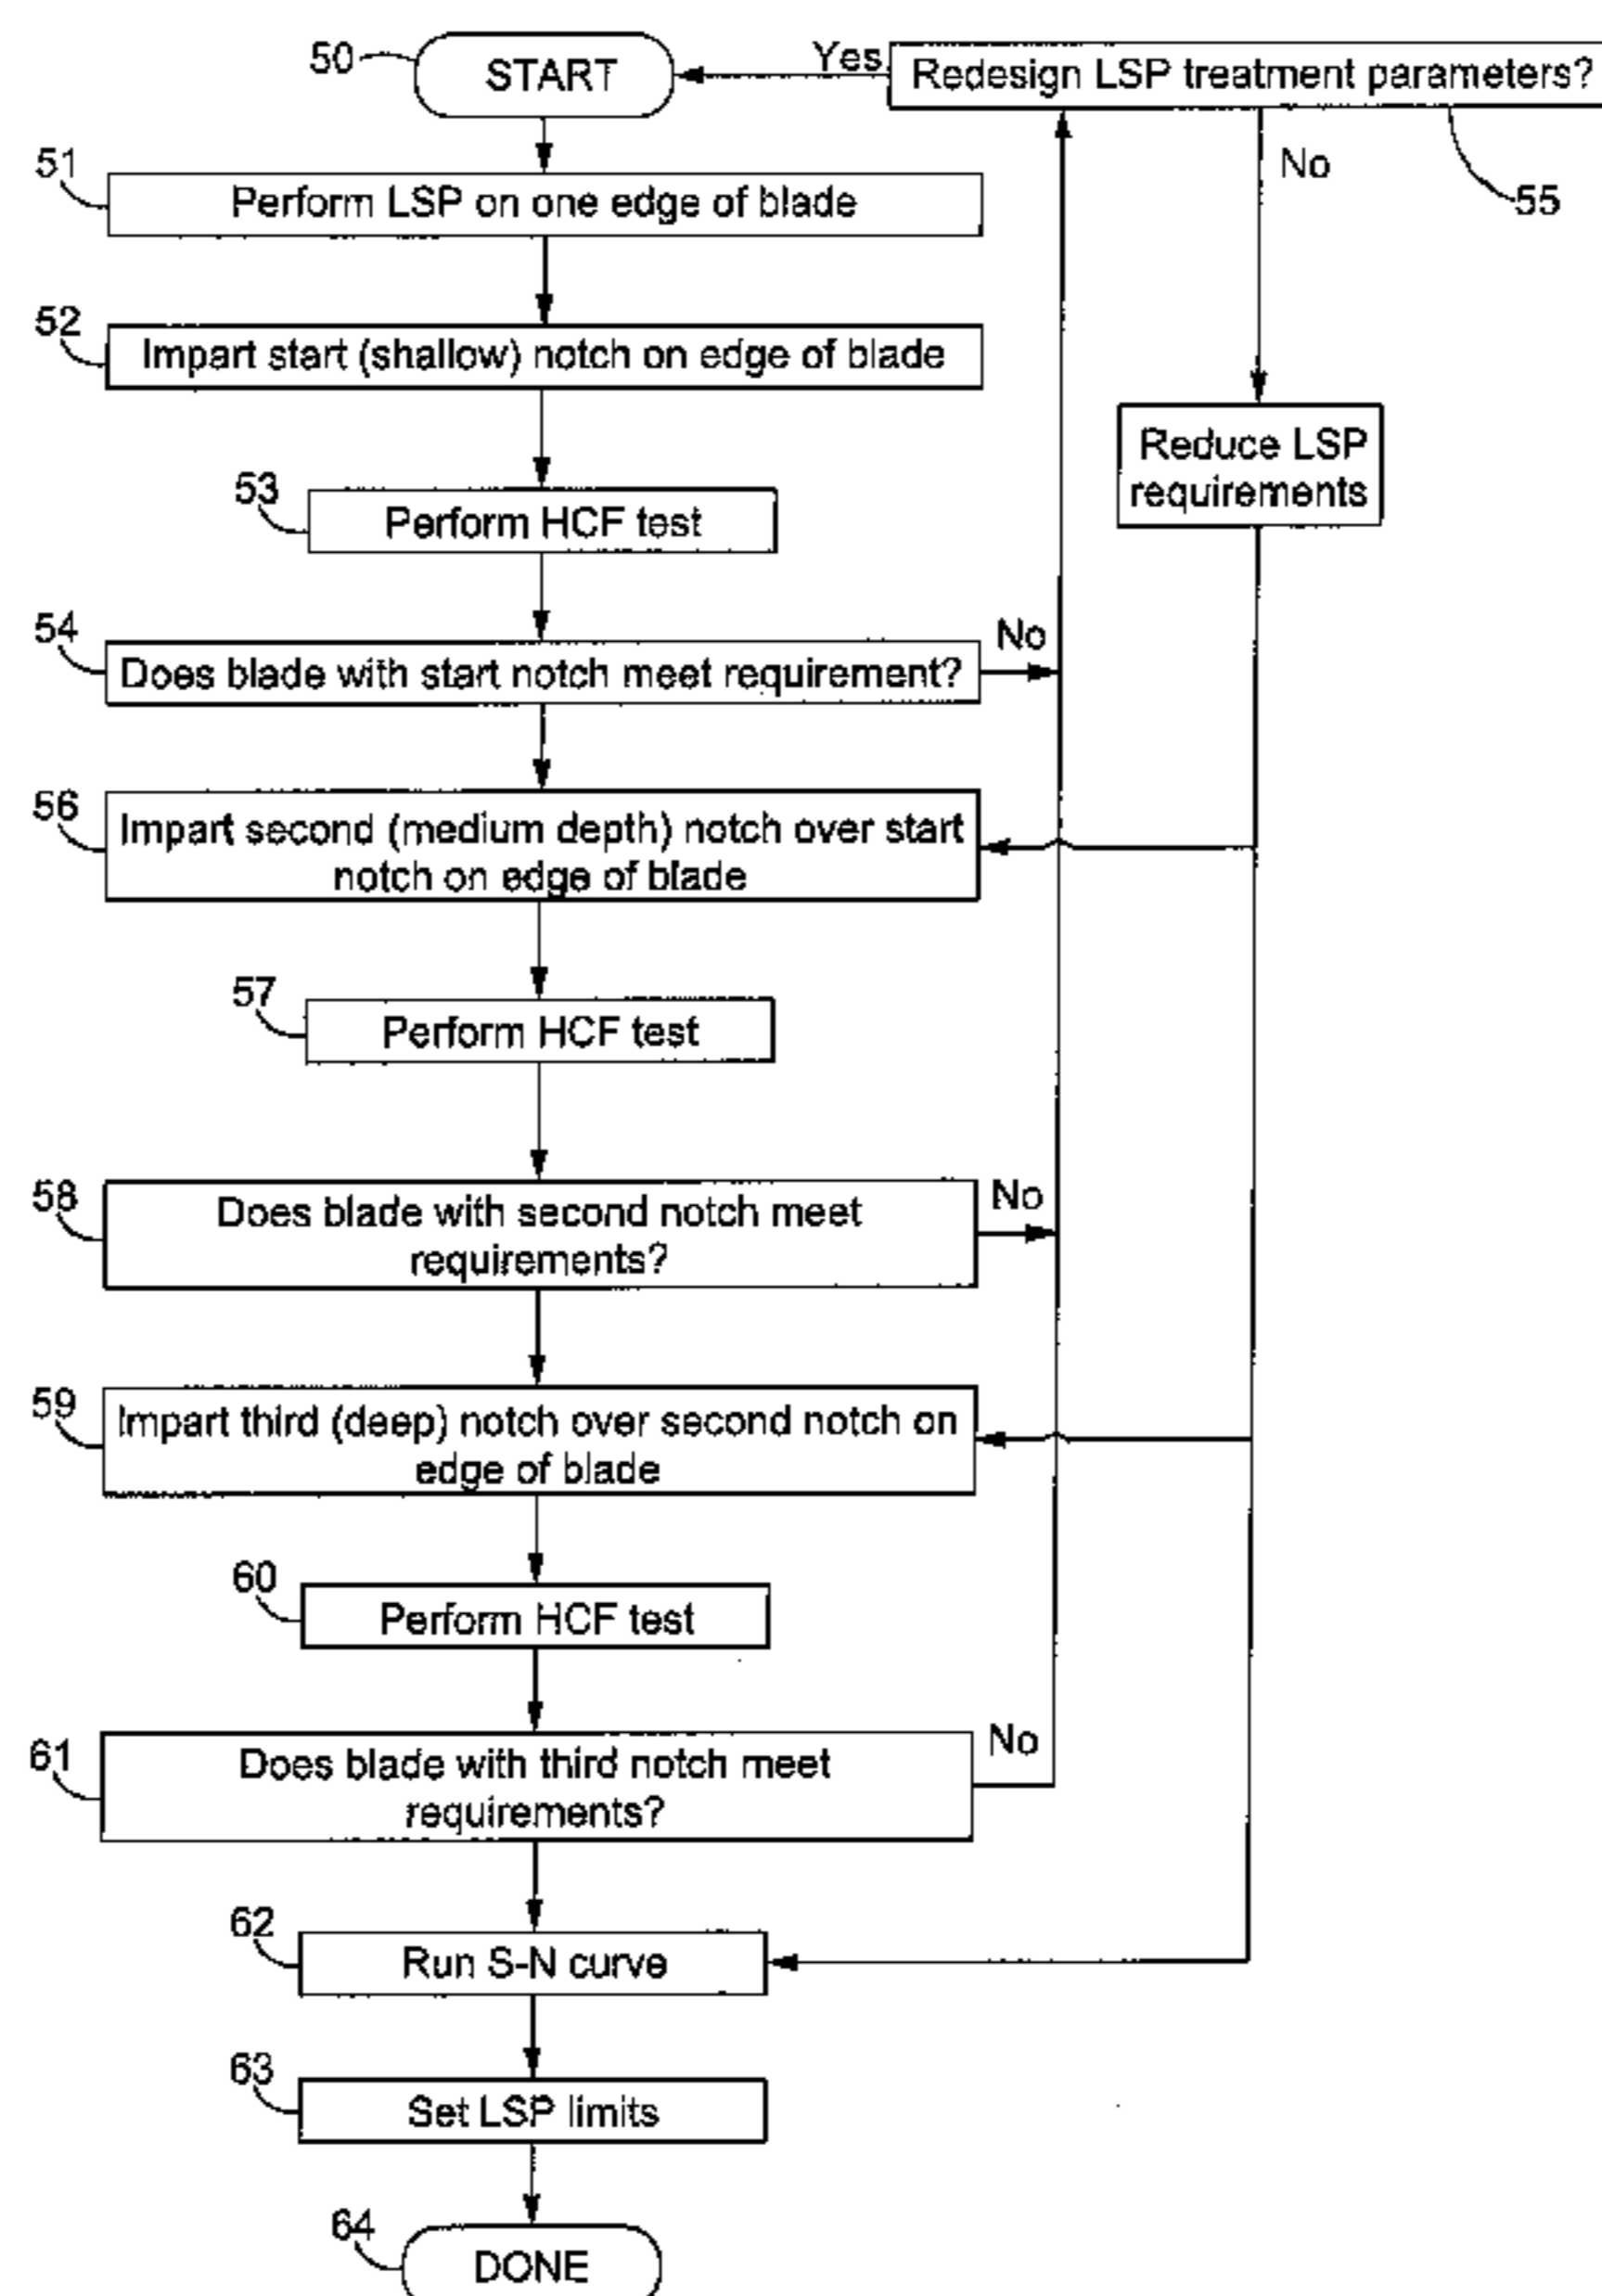 50
START
Yes
Redesign LSP treatment parameters?
No
55
51
Perform LSP on one edge of blade
52
Impart start (shallow) notch on edge of blade
Reduce LSP
requirements
53
Perform HCF test
54
Does blade with start notch meet requirement?
No
56
Impart second (medium depth) notch over start
notch on edge of blade
57
Perform HCF test
58
Does blade with second notch meet
requirements?
No
59
Impart third (deep) notch over second notch on
edge of blade
60
Perform HCF test
61
Does blade with third notch meet
requirements?
No
62
Run S-N curve
63
Set LSP limits
64
DONE